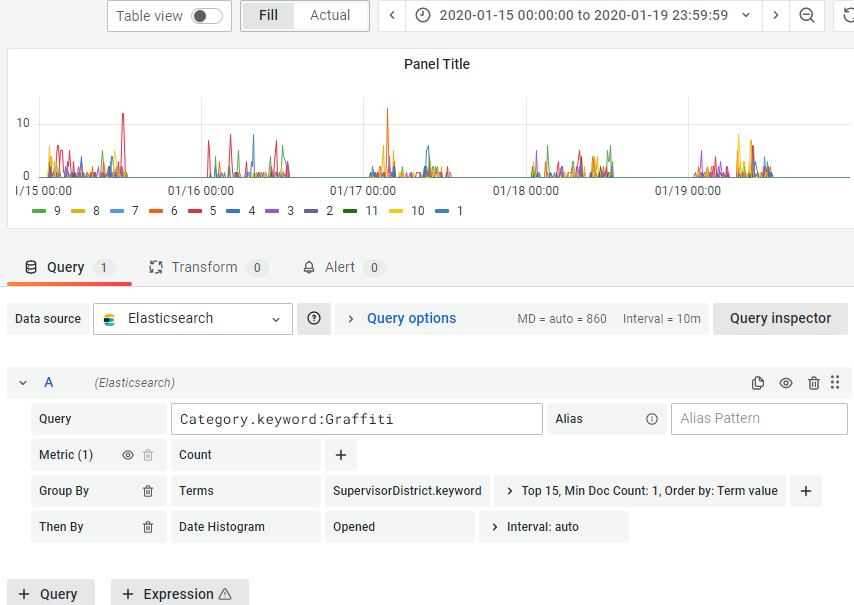 Table view Fill Actual 2020-01-15 00:00:00 to 2020-01-19 23:59:59
Panel Title
10
0
1/15 00:00 01/16 00:00 01/17 00:00 01/18 00:00 01/19 00:00
9 8 7 6 5 4 3 2 11 10 1
Query 1 Transform 0 Alert 0
Data source Elasticsearch Query options MD = auto = 860 Interval = 10m Query inspector
A (Elasticsearch)
Query Category.keyword:Graffiti Alias Alias Pattern
Metric (1) Count +
Group By Terms SupervisorDistrict.keyword > Top 15, Min Doc Count: 1, Order by: Term value +
Then By Date Histogram Opened > Interval: auto
+ Query + Expression